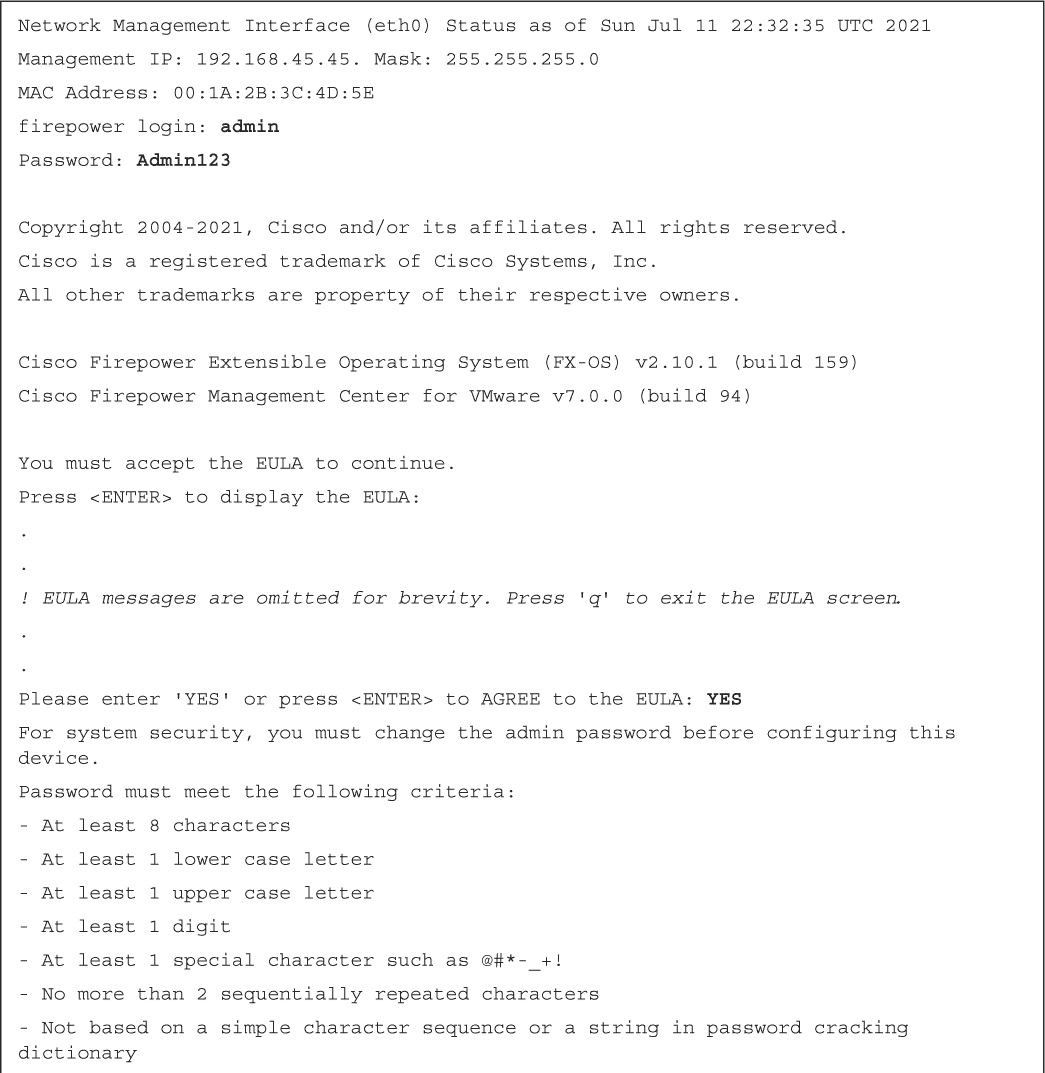 Network Management Interface (eth0) Status as of Sun Jul 11 22:32:35 UTC 2021
Management IP: 192.168.45.45. Mask: 255.255.255.0
MAC Address: 00:1A:2B:3C:4D:5E
firepower login: admin
Password: Admin123
Copyright 2004-2021, Cisco and/or its affiliates. All rights reserved.
Cisco is a registered trademark of Cisco Systems, Inc.
All other trademarks are property of their respective owners.
Cisco Firepower Extensible Operating System (FX-OS) v2.10.1 (build 159)
Cisco Firepower Management Center for VMware v7.0.0 (build 94)
You must accept the EULA to continue.
Press <ENTER> to display the EULA:
.
.
! EULA messages are omitted for brevity. Press 'q' to exit the EULA screen.
.
.
Please enter 'YES' or press <ENTER> to AGREE to the EULA: YES
For system security, you must change the admin password before configuring this
device.
Password must meet the following criteria:
- At least 8 characters
- At least 1 lower case letter
- At least 1 upper case letter
- At least 1 digit
- At least 1 special character such as @#*-_+!
- No more than 2 sequentially repeated characters
- Not based on a simple character sequence or a string in password cracking
dictionary